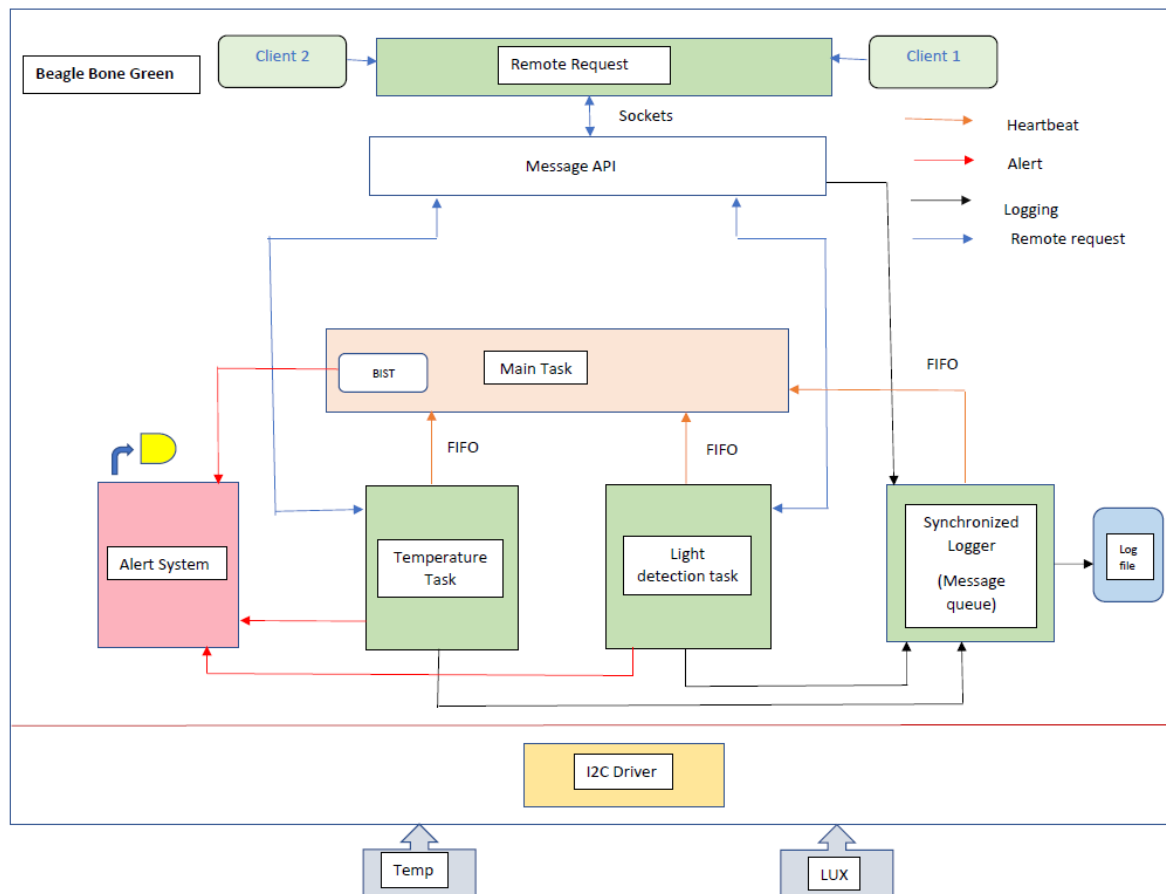 Client 2
Remote Request
Client 1
Beagle Bone Green
Sockets
Heartbeat
Message API
Alert
Logging
Remote request
BIST
Main Task
FIFO
FIFO
FIFO
Alert System
Temperature
Task
Light
detection task
Synchronized
Logger
(Message
queue)
Log
file
I2C Driver
Temp
LUX